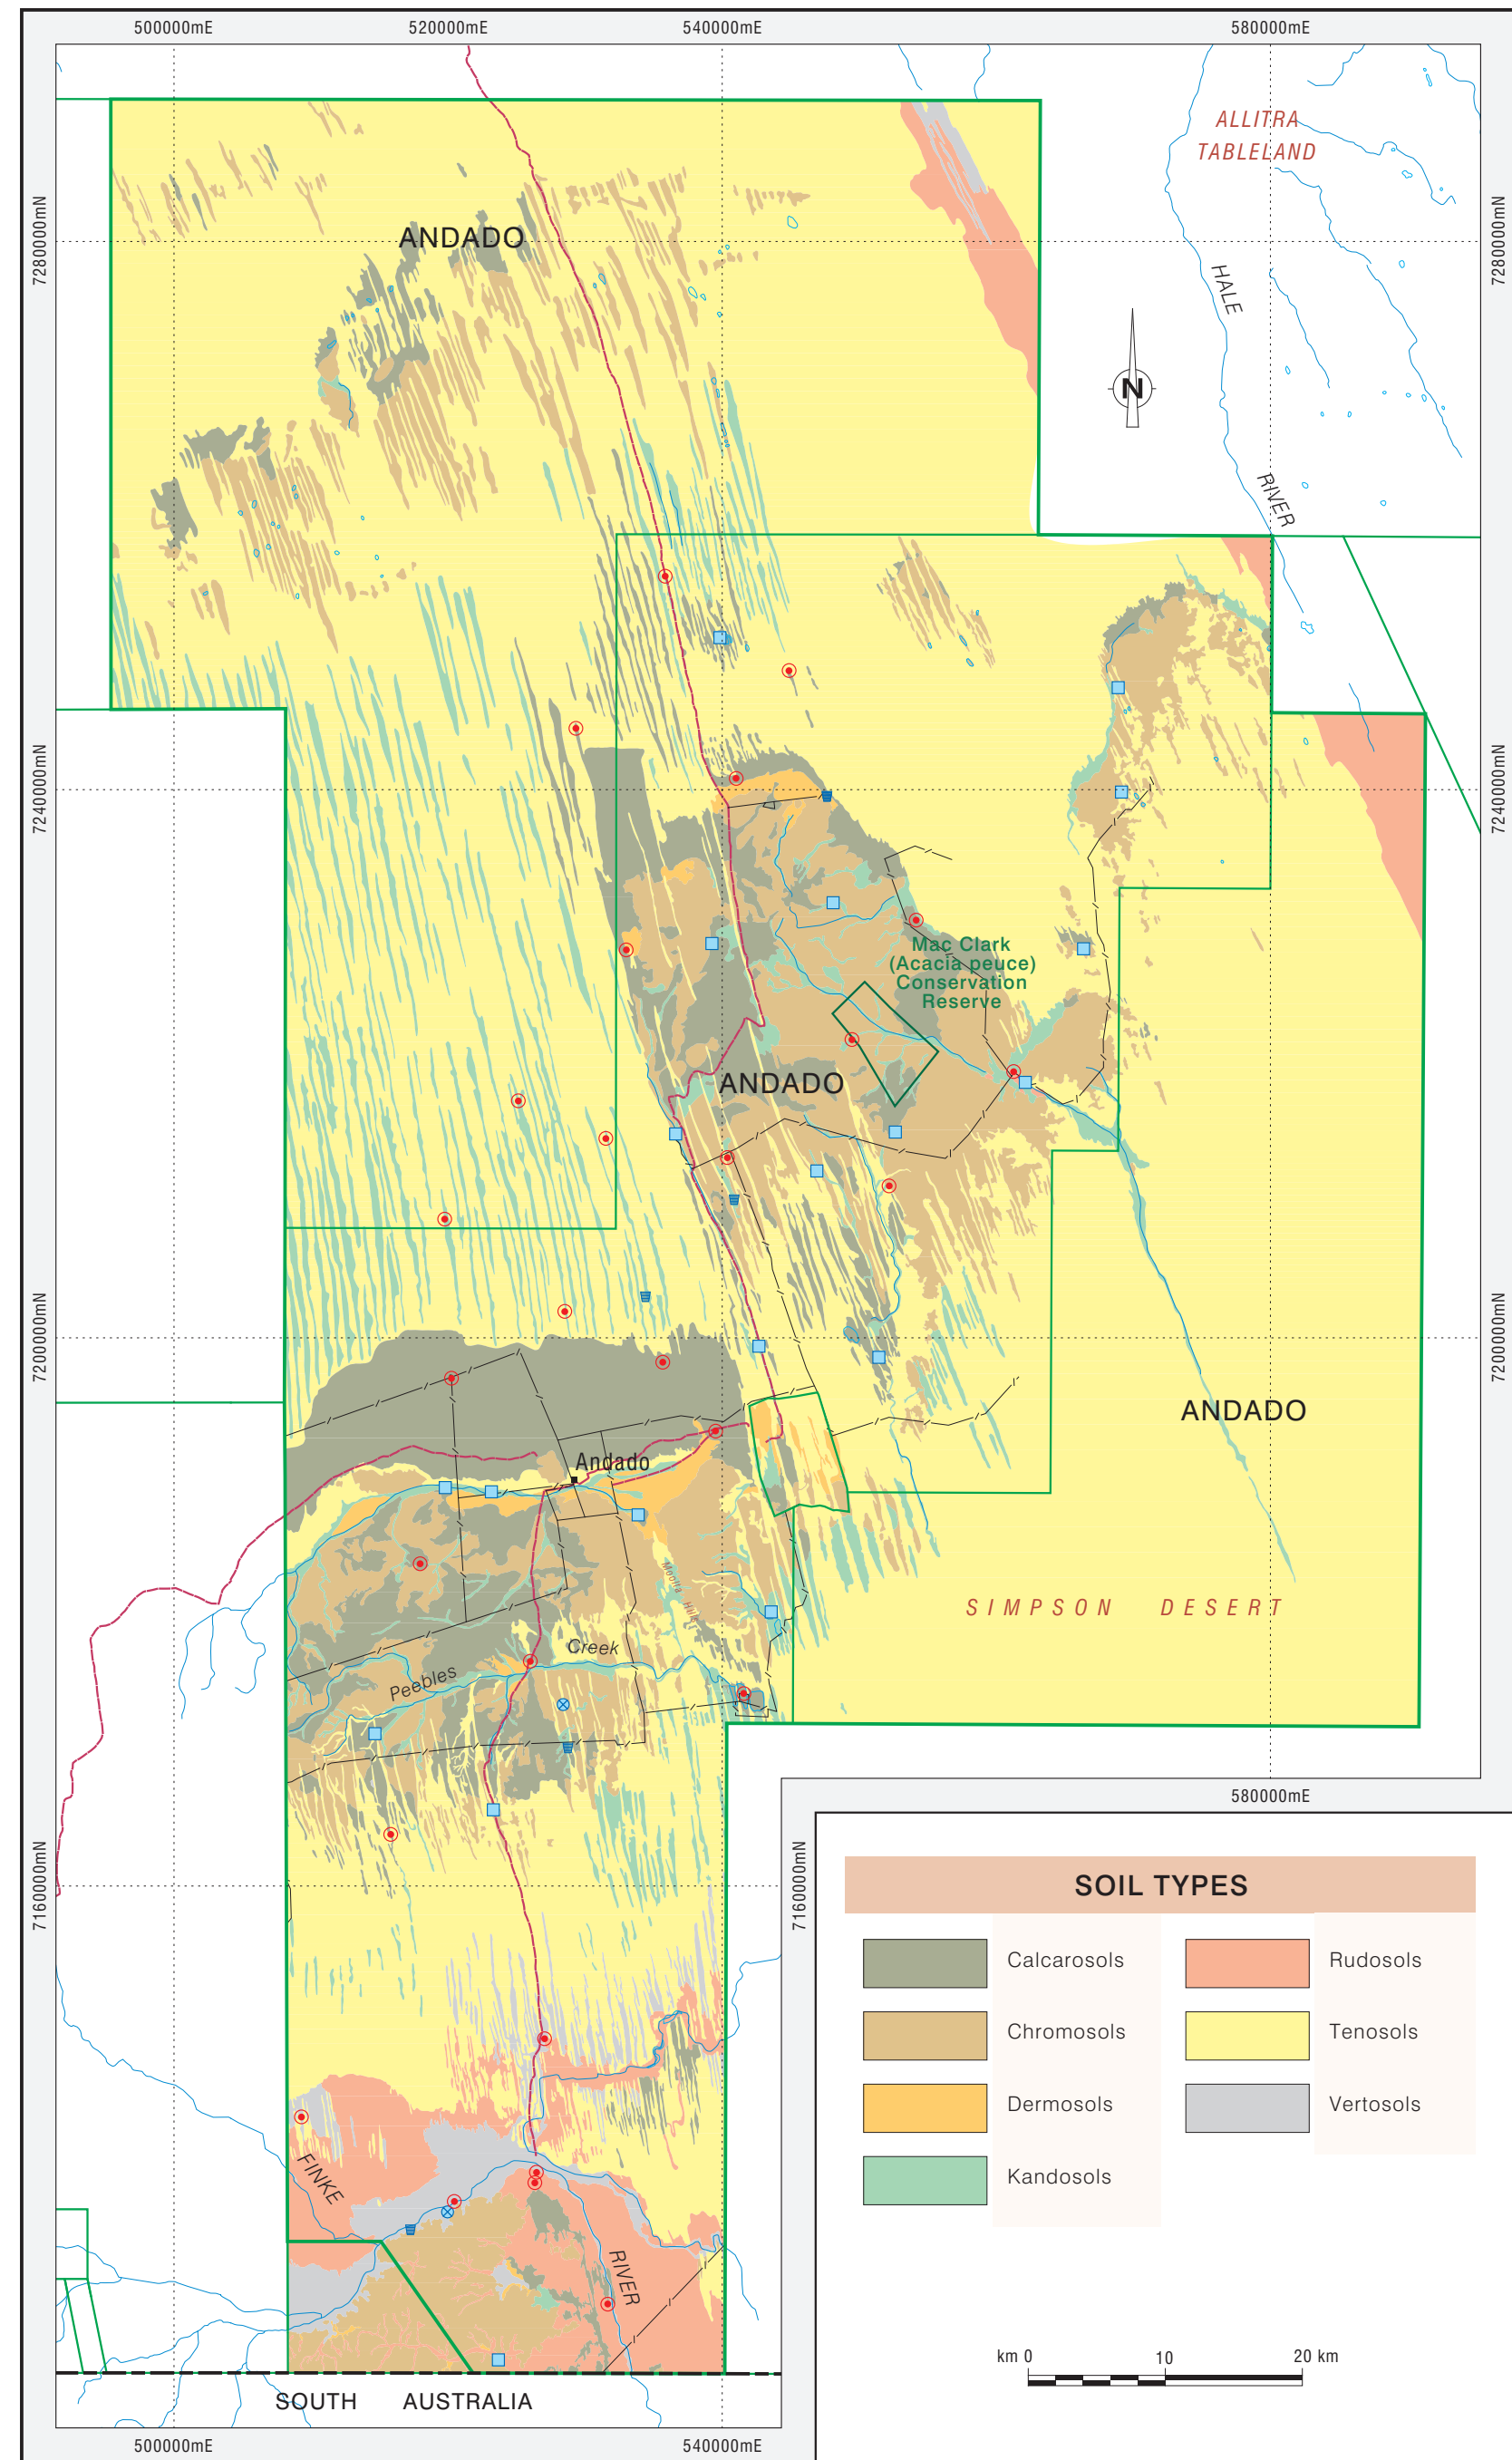 500000mE
520000mE
540000mE
580000mE
ALLITRA
TABLELAND
7280000mN
7280000mN
ANDADO
HALE
N
RIVER
7240000mN
7240000mN
Mac Clark
(Acacia peuce)
Conservation
Reserve
ANDADO
7200000mN
7200000mN
ANDADO
Andado
SIMPSON DESERT
Creek
Peebles
580000mE
7160000mN
7160000mN
SOIL TYPES
Calcarosols
Rudosols
Chromosols
Tenosols
Dermosols
Vertosols
Kandosols
FINKE
RIVER
km 0
10
20 km
SOUTH AUSTRALIA
500000mE
540000mE